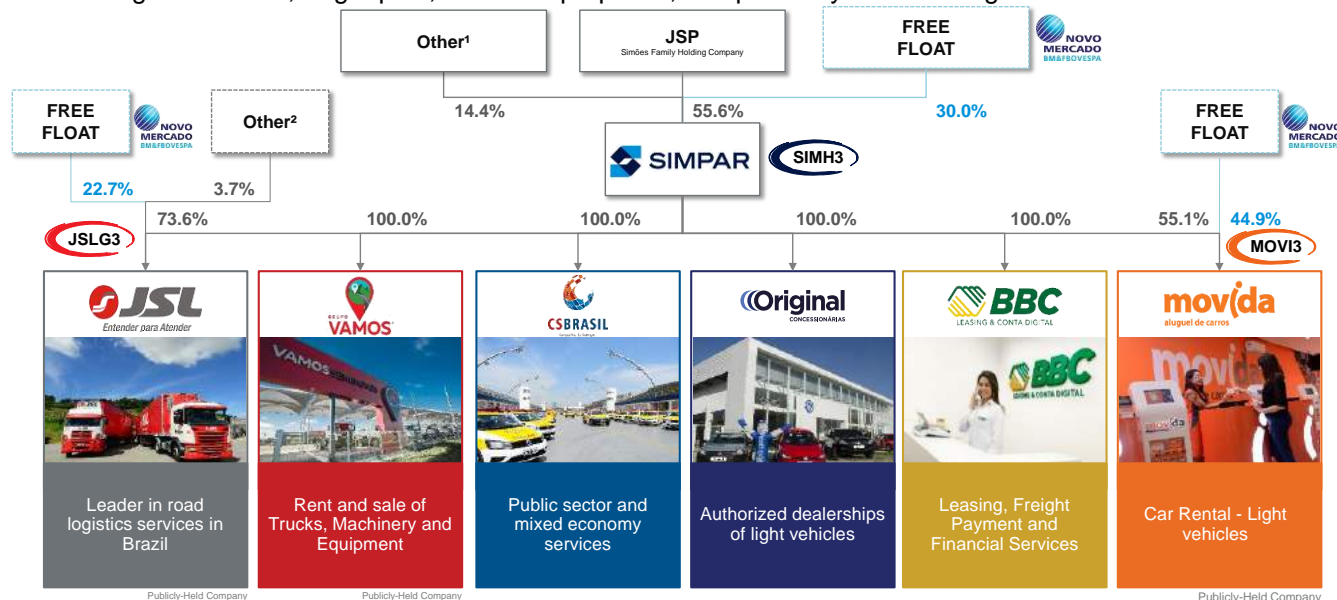 Other¹
JSP
Simões Family Holding Company
FREE
FLOAT
NOVO
MERCADO
BM&FBOVESPA
FREE
FLOAT
NOVO
MERCADO
BM&FBOVESPA
Other²
14.4%
55.6%
30.0%
FREE
FLOAT
NOVO
MERCADO
BM&FBOVESPA
SIMPAR
SIMH3
22.7%
3.7%
73.6%
100.0%
100.0%
100.0%
100.0%
55.1%
44.9%
JSLG3
MOVI3
JSL
Entender para Atender
GRUPO
VAMOS
CSBRASIL
Original
CONCESSIONÁRIAS
BBC
LEASING & CONTA DIGITAL
movida
aluguel de carros
VAMOS
BBC
LEASING & CONTA DIGITAL
movida
Leader in road
logistics services in
Brazil
Rent and sale of
Trucks, Machinery and
Equipment
Public sector and
mixed economy
services
Authorized dealerships
of light vehicles
Leasing, Freight
Payment and
Financial Services
Car Rental - Light
vehicles
Publicly-Held Company
Publicly-Held Company
Publicly-Held Company